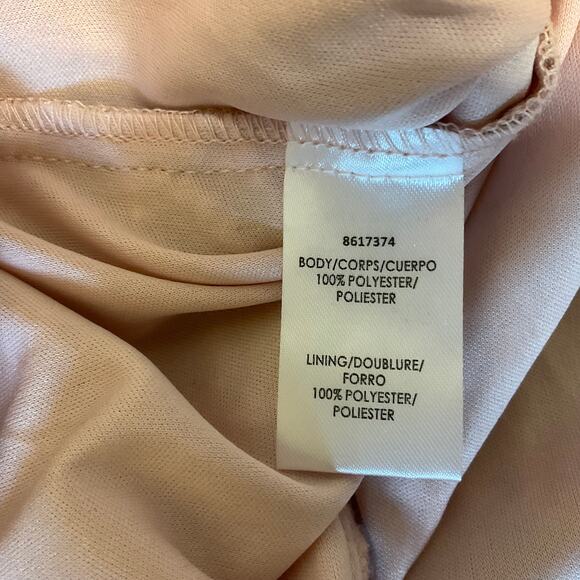 8617374
BODY/CORPS/CUERPO
100% POLYESTER/
POLIESTER
LINING/DOUBLURE/
FORRO
100% POLYESTER/
POLIESTER